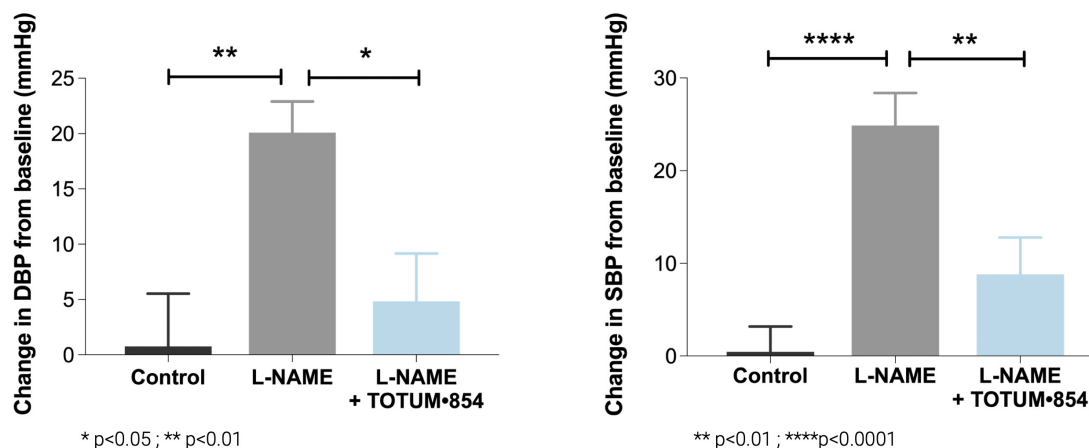 Change in DBP from baseline (mmHg)
** *
25
20
15
10
5
0
Control L-NAME L-NAME
+ TOTUM•854
* p<0.05 ; ** p<0.01
Change in SBP from baseline (mmHg)
**** **
30
20
10
0
Control L-NAME L-NAME
+ TOTUM•854
** p<0.01 ; ****p<0.0001